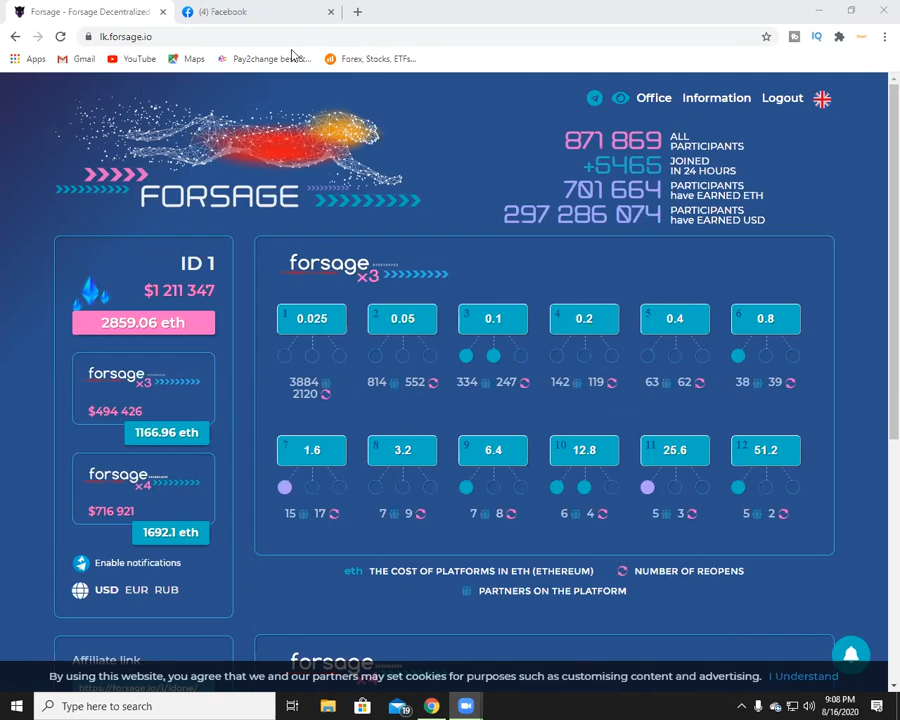 Forsage - Forsage Decentralized
(4) Facebook
lk.forsage.io
Apps
Gmail
YouTube
Maps
Pay2change
Forex, Stocks, ETFs...
Office
Information
Logout
871 869 ALL PARTICIPANTS
+5465 JOINED IN 24 HOURS
701 664 PARTICIPANTS have EARNED ETH
297 286 074 PARTICIPANTS have EARNED USD
FORSAGE
ID 1
$1 211 347
2859.06 eth
forsage x3
$494 426
1166.96 eth
forsage x4
$716 921
1692.1 eth
Enable notifications
USD EUR RUB
Affiliate link
https://forsage.io/i/idone/
forsage x3
1 0.025
2 0.05
3 0.1
4 0.2
5 0.4
6 0.8
3884
2120
814 552
334 247
142 119
63 62
38 39
7 1.6
8 3.2
9 6.4
10 12.8
11 25.6
12 51.2
15 17
7 9
7 8
6 4
5 3
5 2
eth THE COST OF PLATFORMS IN ETH (ETHEREUM)
NUMBER OF REOPENS
PARTNERS ON THE PLATFORM
forsage
By using this website, you agree that we and our partners may set cookies for purposes such as customising content and advertising. I Understand
Type here to search
19
9:08 PM
8/16/2020